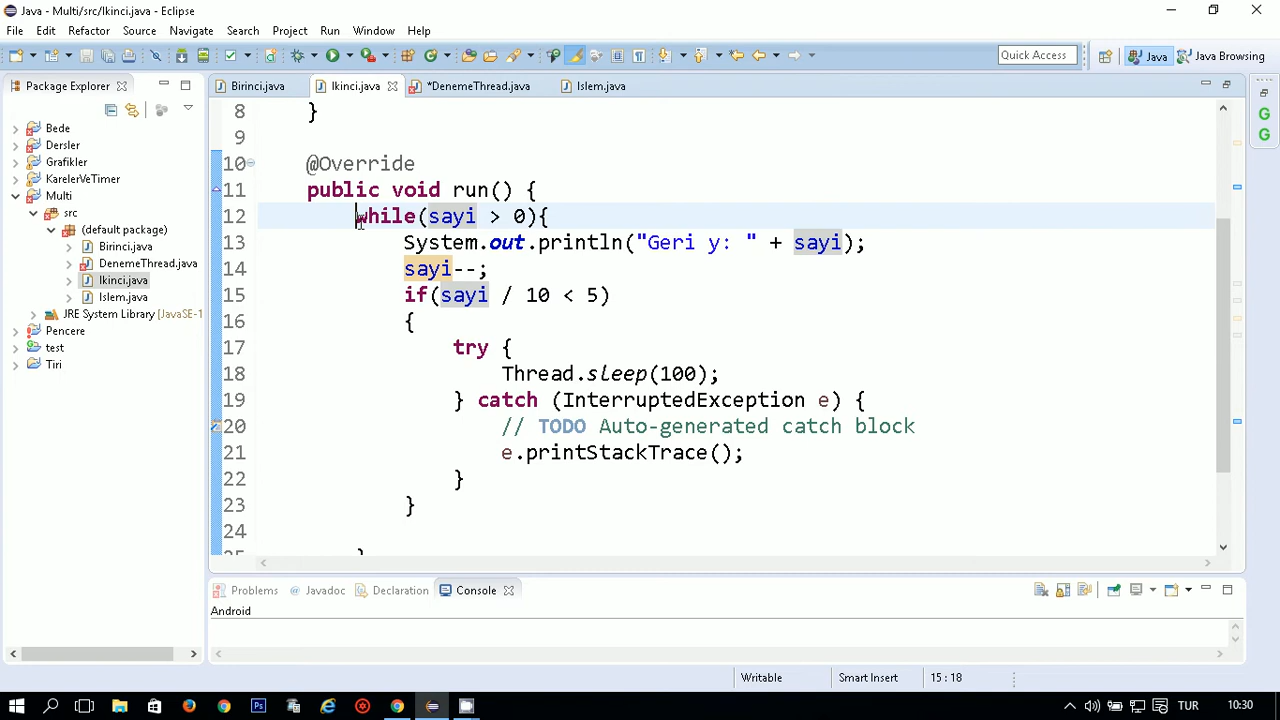 Java - Multi/src/Ikinci.java - Eclipse
File Edit Refactor Source Navigate Search Project Run Window Help
Quick Access Java Java Browsing
Package Explorer
Birinci.java Ikinci.java *DenemeThread.java Islem.java
Bede
Dersler
Grafikler
KarelerVeTimer
Multi
src
(default package)
Birinci.java
DenemeThread.java
Ikinci.java
Islem.java
JRE System Library [JavaSE-1
Pencere
test
Tiri
8 }
9
10 @Override
11 public void run() {
12 while(sayi > 0){
13 System.out.println("Geri y: " + sayi);
14 sayi--;
15 if(sayi / 10 < 5)
16 {
17 try {
18 Thread.sleep(100);
19 } catch (InterruptedException e) {
20 // TODO Auto-generated catch block
21 e.printStackTrace();
22 }
23 }
24
25 }
Problems @ Javadoc Declaration Console
Android
Writable Smart Insert 15 : 18
TUR 10:30